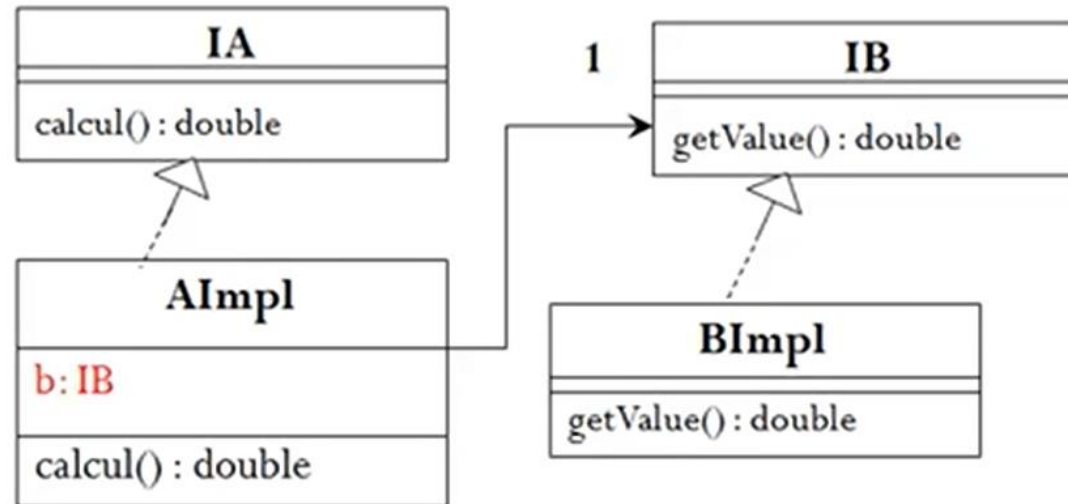 IA
calcul() : double
1
IB
getValue() : double
AImpl
b: IB
calcul() : double
BImpl
getValue() : double